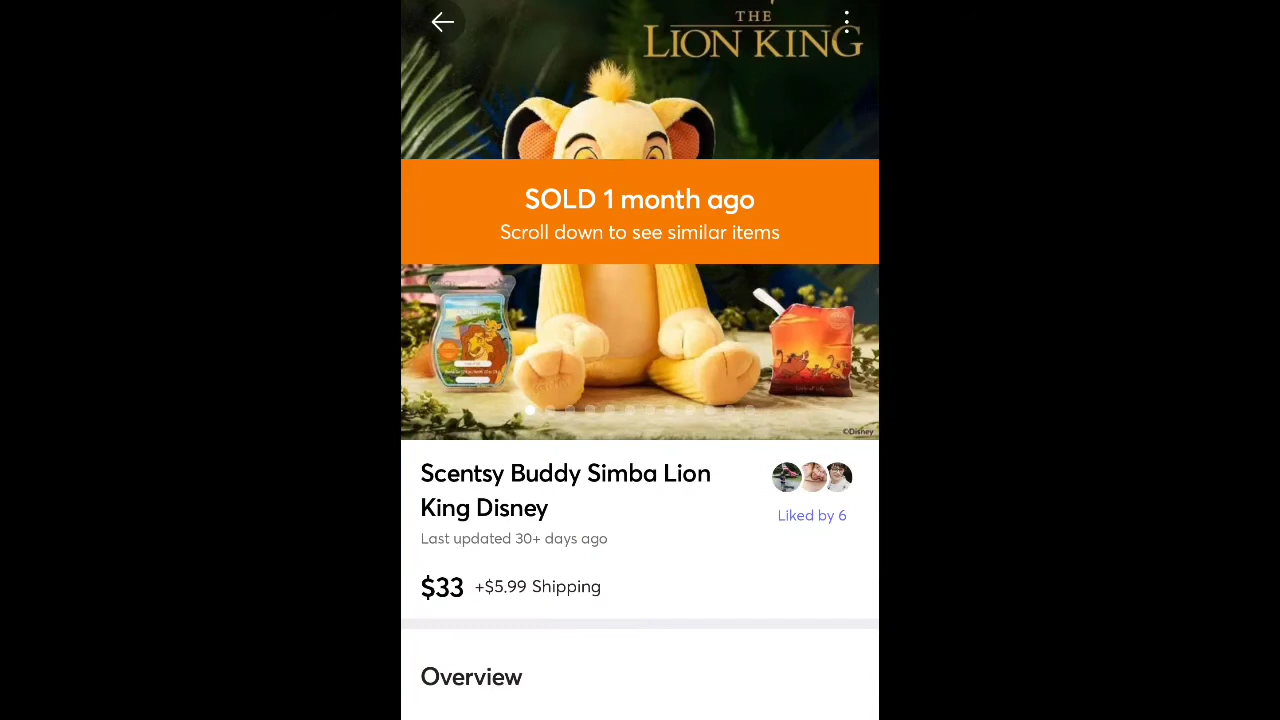 THE
LION KING
SOLD 1 month ago
Scroll down to see similar items
©Disney
Scentsy Buddy Simba Lion
King Disney
Liked by 6
Last updated 30+ days ago
$33 +$5.99 Shipping
Overview